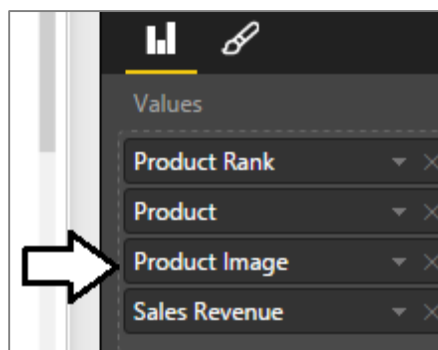 Values
Product Rank
Product
Product Image
Sales Revenue